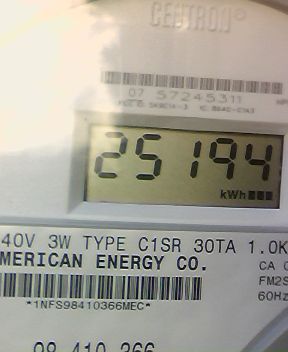 CENTRON®
07 57245311
25194
kWh
40V 3W TYPE C1SR 30TA 1.0K
MERICAN ENERGY CO.
CA
FM2S
60Hz
*1NFS98410366MEC*
98 410 366